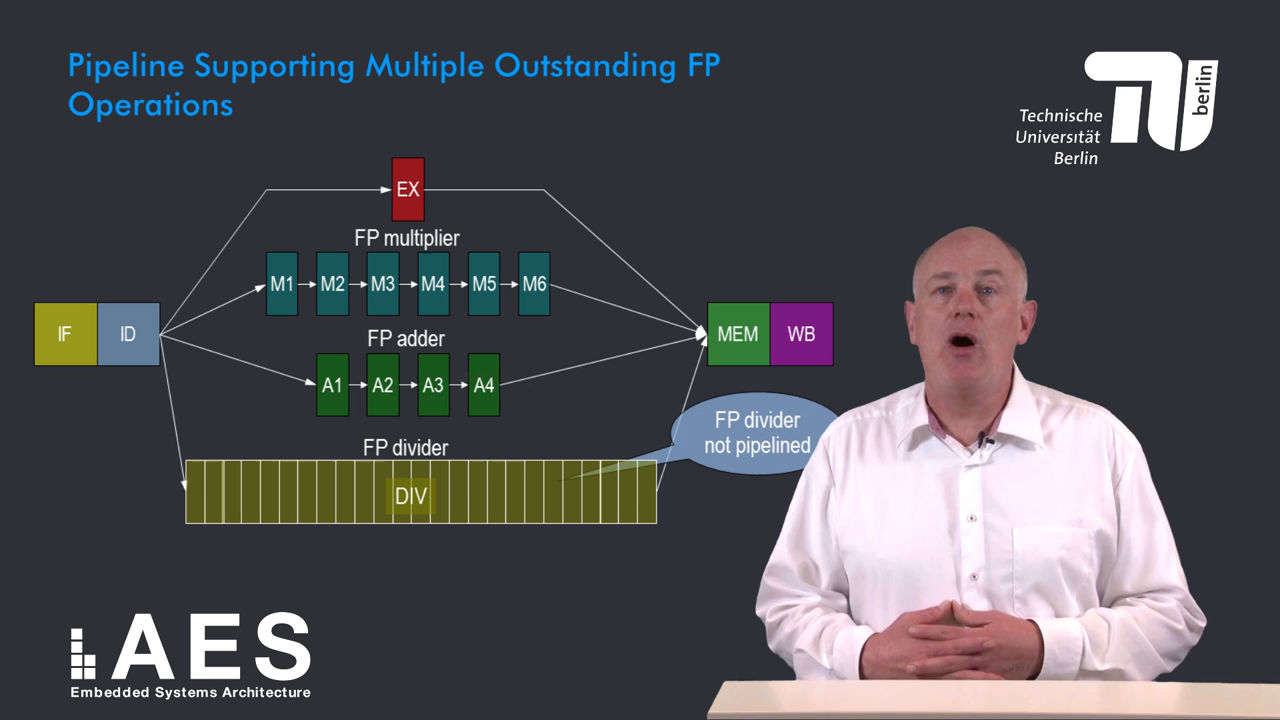 Pipeline Supporting Multiple Outstanding FP
Operations
Technische
Universität
Berlin
berlin
EX
FP multiplier
M1 M2 M3 M4 M5 M6
IF ID
MEM WB
FP adder
A1 A2 A3 A4
FP divider
not pipelined
FP divider
DIV
AES
Embedded Systems Architecture